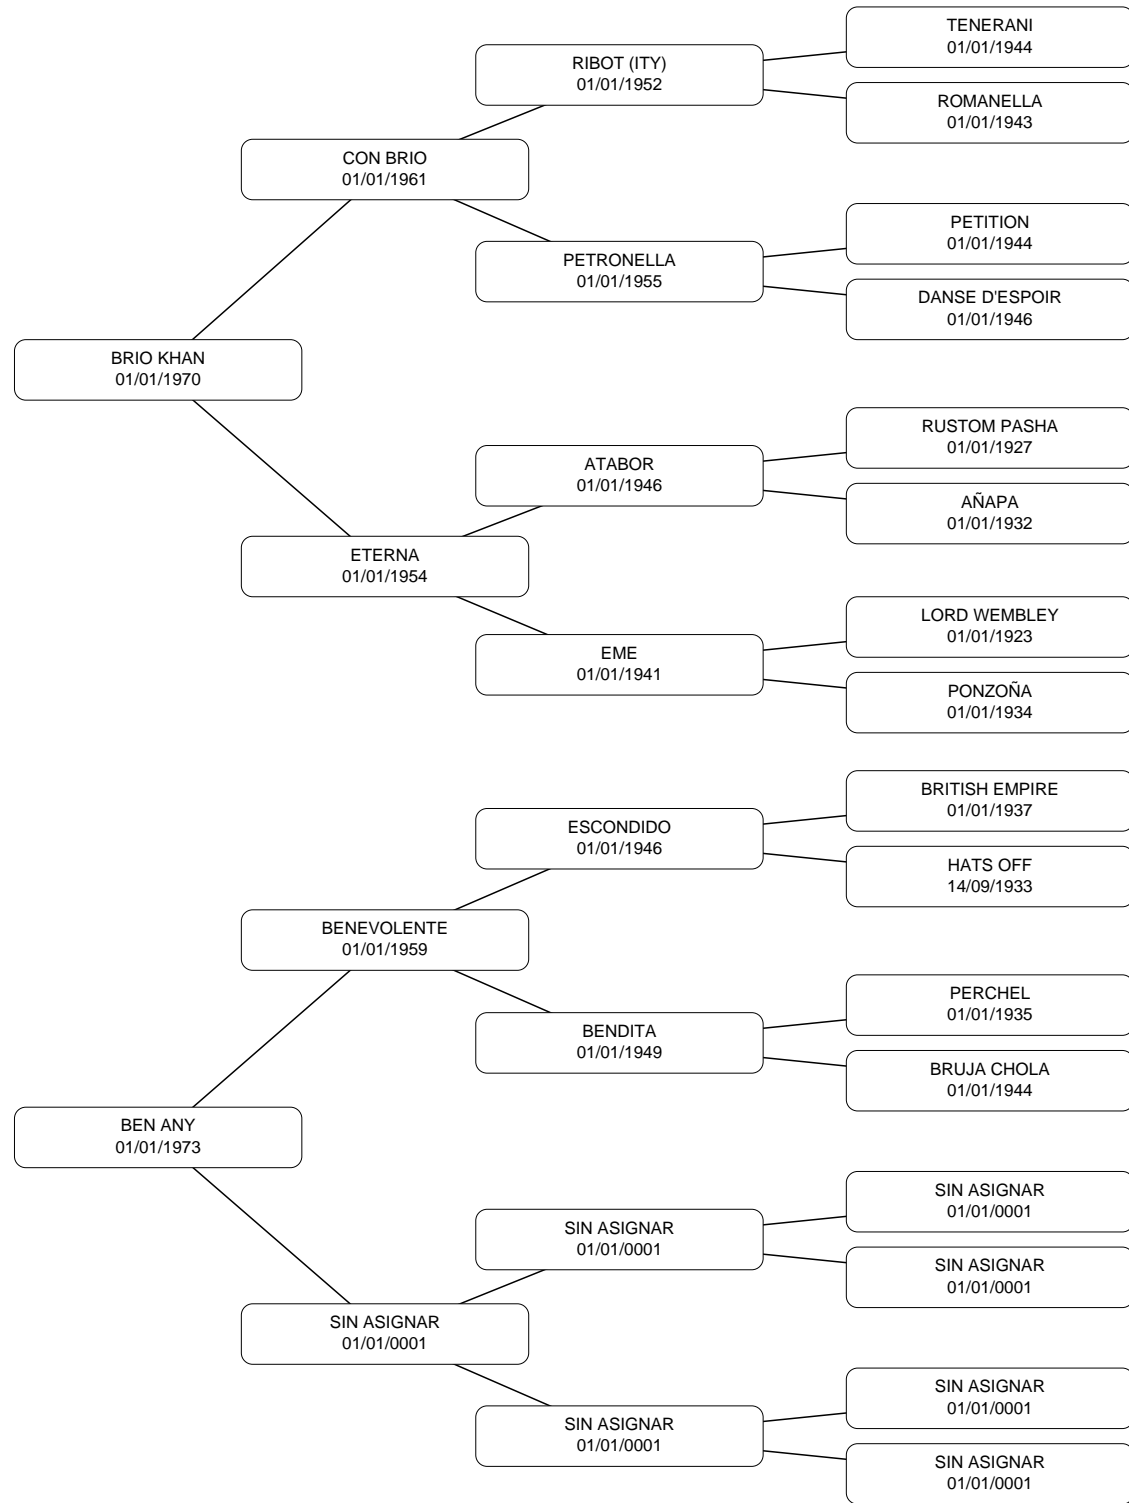 TENERANI
01/01/1944
RIBOT (ITY)
01/01/1952
ROMANELLA
01/01/1943
CON BRIO
01/01/1961
PETITION
01/01/1944
PETRONELLA
01/01/1955
DANSE D'ESPOIR
01/01/1946
BRIO KHAN
01/01/1970
RUSTOM PASHA
01/01/1927
ATABOR
01/01/1946
AÑAPA
01/01/1932
ETERNA
01/01/1954
LORD WEMBLEY
01/01/1923
EME
01/01/1941
PONZOÑA
01/01/1934
BRITISH EMPIRE
01/01/1937
ESCONDIDO
01/01/1946
HATS OFF
14/09/1933
BENEVOLENTE
01/01/1959
PERCHEL
01/01/1935
BENDITA
01/01/1949
BRUJA CHOLA
01/01/1944
BEN ANY
01/01/1973
SIN ASIGNAR
01/01/0001
SIN ASIGNAR
01/01/0001
SIN ASIGNAR
01/01/0001
SIN ASIGNAR
01/01/0001
SIN ASIGNAR
01/01/0001
SIN ASIGNAR
01/01/0001
SIN ASIGNAR
01/01/0001